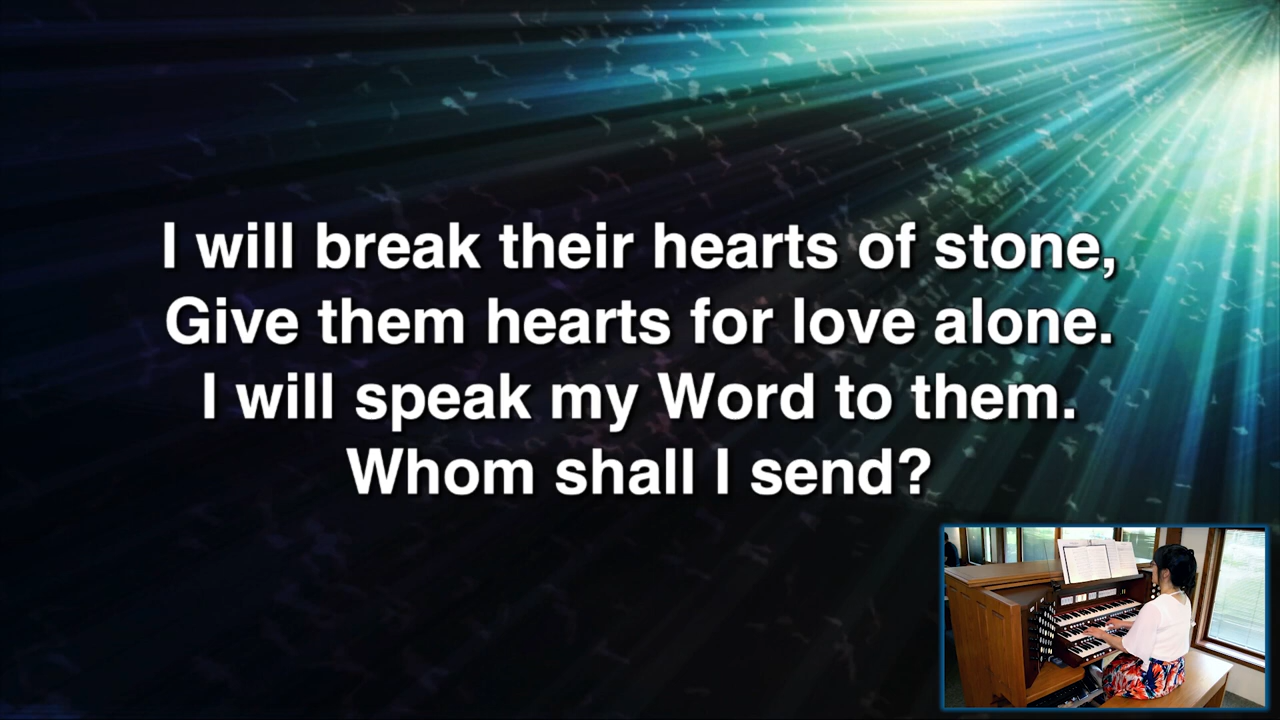 I will break their hearts of stone,
Give them hearts for love alone.
I will speak my Word to them.
Whom shall I send?